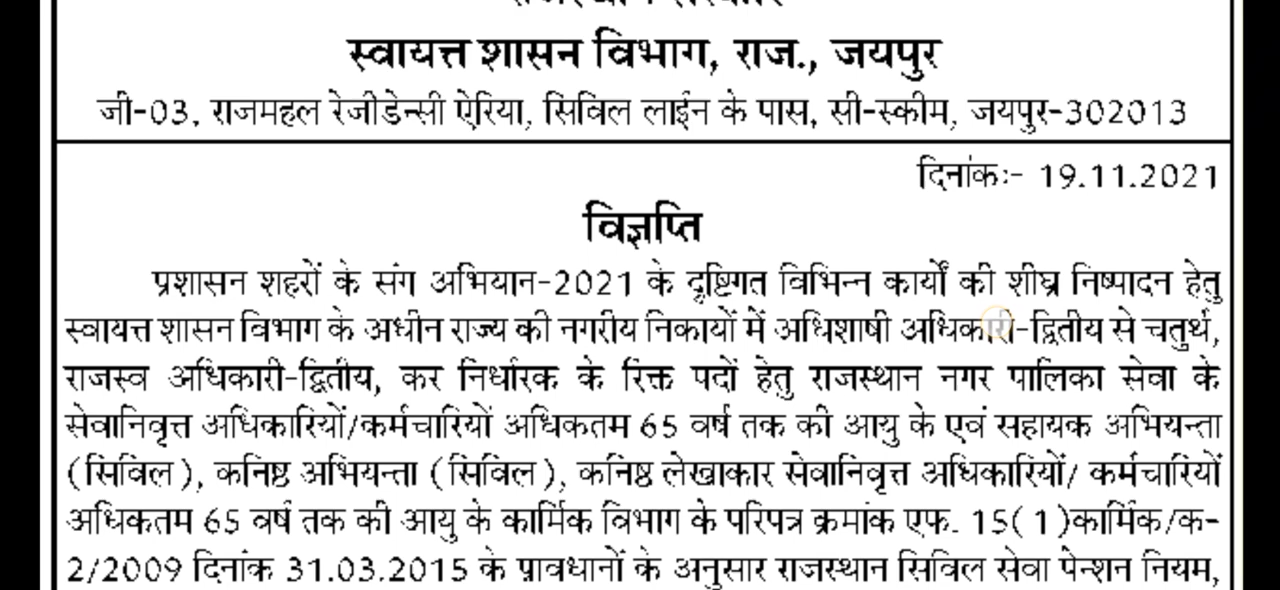 स्वायत्त शासन विभाग, राज., जयपुर
जी-03, राजमहल रेजीडेन्सी ऐरिया, सिविल लाईन के पास, सी-स्कीम, जयपुर-302013
दिनांकः- 19.11.2021
विज्ञप्ति
प्रशासन शहरों के संग अभियान-2021 के दृष्टिगत विभिन्न कार्यों की शीघ्र निष्पादन हेतु
स्वायत्त शासन विभाग के अधीन राज्य की नगरीय निकायों में अधिशाषी अधिकारी-द्वितीय से चतुर्थ,
राजस्व अधिकारी-द्वितीय, कर निर्धारक के रिक्त पदों हेतु राजस्थान नगर पालिका सेवा के
सेवानिवृत्त अधिकारियों/कर्मचारियों अधिकतम 65 वर्ष तक की आयु के एवं सहायक अभियन्ता
(सिविल), कनिष्ठ अभियन्ता (सिविल), कनिष्ठ लेखाकार सेवानिवृत्त अधिकारियों/ कर्मचारियों
अधिकतम 65 वर्ष तक की आयु के कार्मिक विभाग के परिपत्र क्रमांक एफ. 15(1)कार्मिक/क-
2/2009 दिनांक 31.03.2015 के प्रावधानों के अनुसार राजस्थान सिविल सेवा पेन्शन नियम,